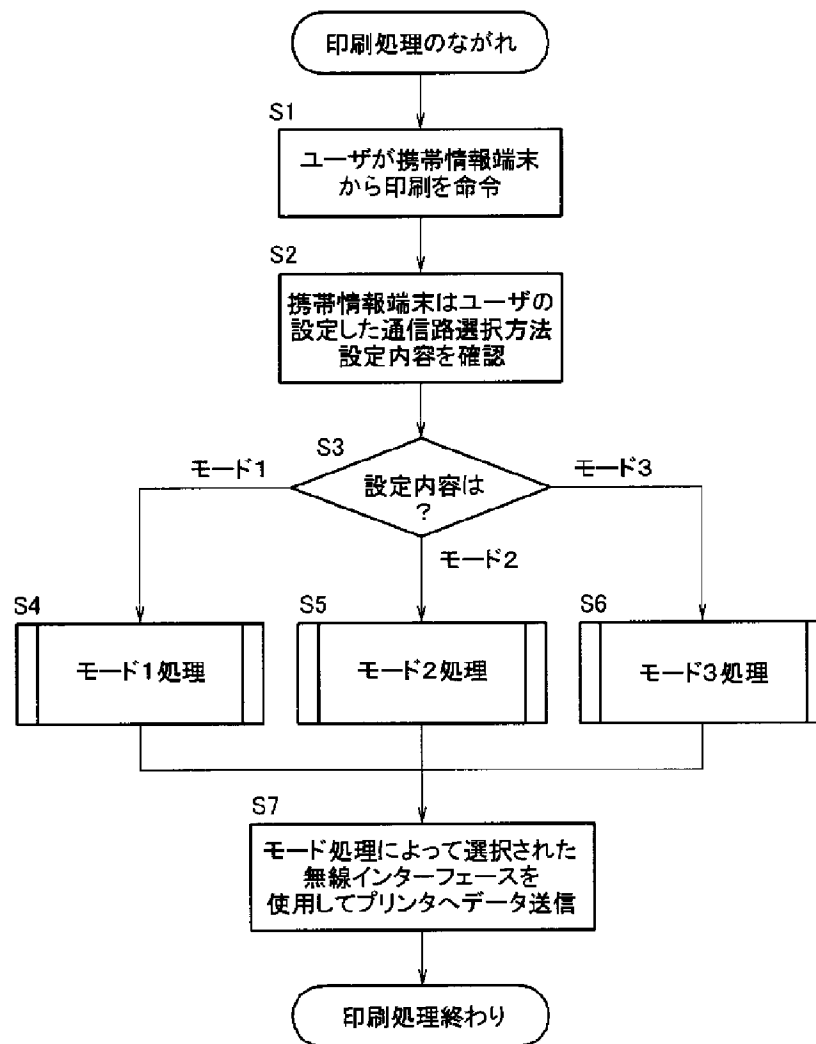 印刷処理のながれ
S1
ユーザが携帯情報端末
から印刷を命令
S2
携帯情報端末はユーザの
設定した通信路選択方法
設定内容を確認
S3
設定内容は
?
モード1
モード2
モード3
S4
モード1処理
S5
モード2処理
S6
モード3処理
S7
モード処理によって選択された
無線インターフェースを
使用してプリンタへデータ送信
印刷処理終わり